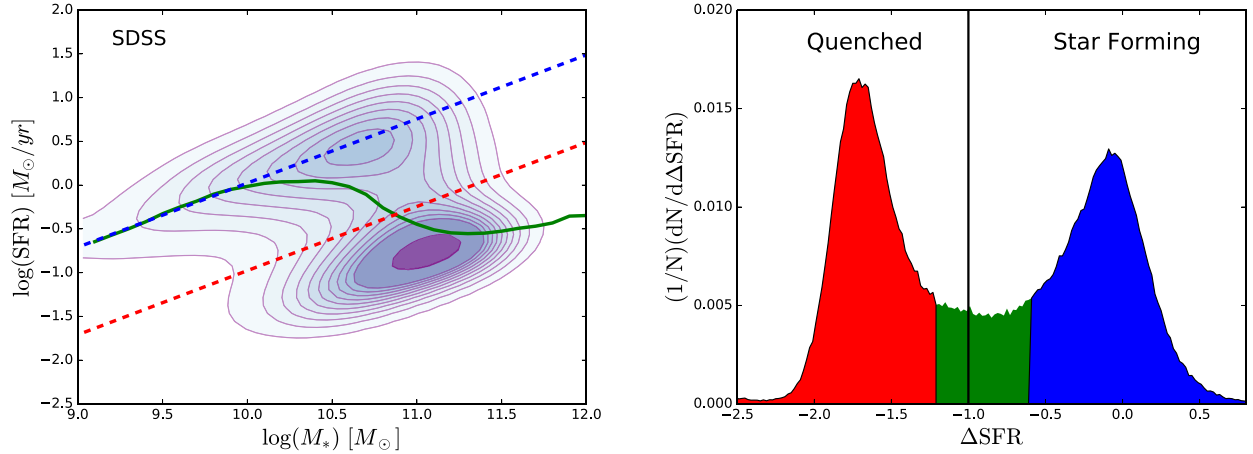 SDSS
2.0
1.5
1.0
0.5
0.0
−0.5
−1.0
−1.5
−2.0
−2.5
9.0 9.5 10.0 10.5 11.0 11.5 12.0
log(SFR) [M⊙/yr]
log(M*) [M⊙]
Quenched Star Forming
0.020
0.015
0.010
0.005
0.000
−2.5 −2.0 −1.5 −1.0 −0.5 0.0
(1/N)(dN/dΔSFR)
ΔSFR